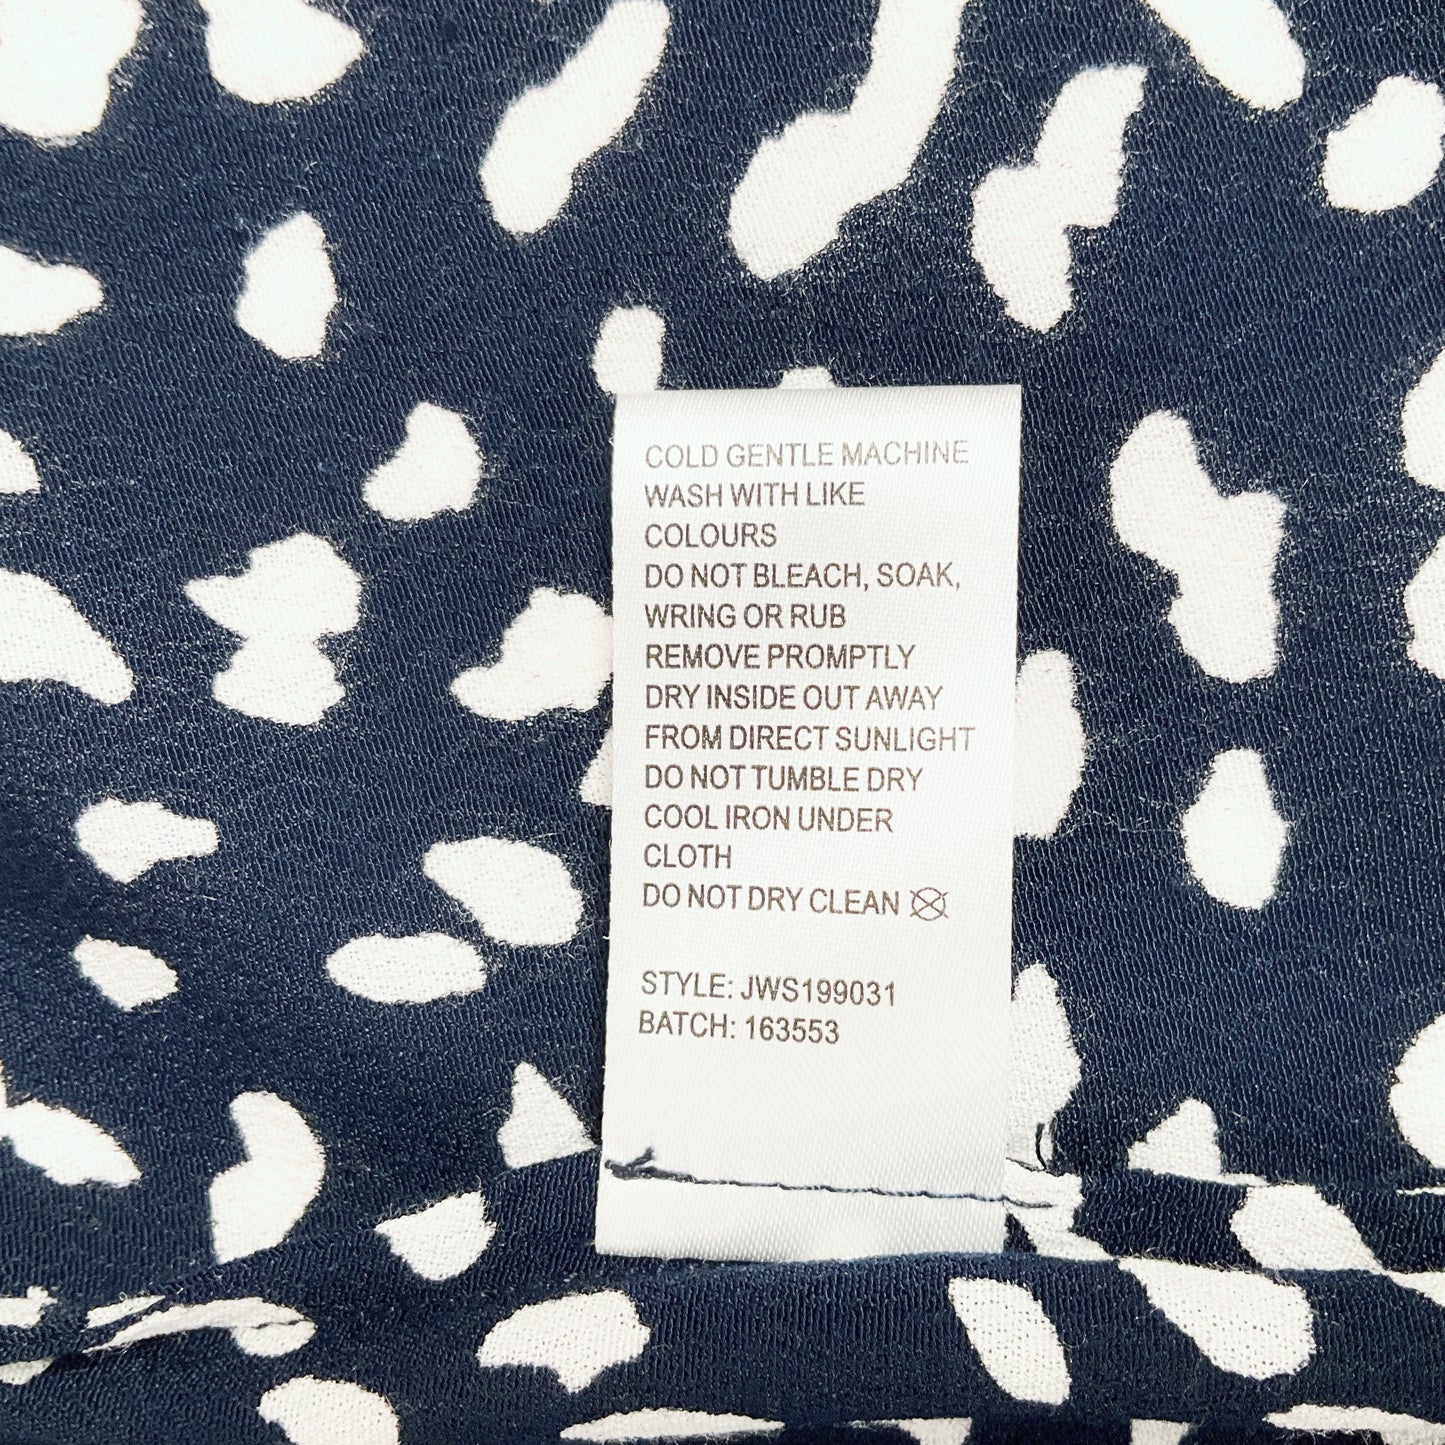 COLD GENTLE MACHINE
WASH WITH LIKE
COLOURS
DO NOT BLEACH, SOAK,
WRING OR RUB
REMOVE PROMPTLY
DRY INSIDE OUT AWAY
FROM DIRECT SUNLIGHT
DO NOT TUMBLE DRY
COOL IRON UNDER
CLOTH
DO NOT DRY CLEAN
STYLE: JWS199031
BATCH: 163553